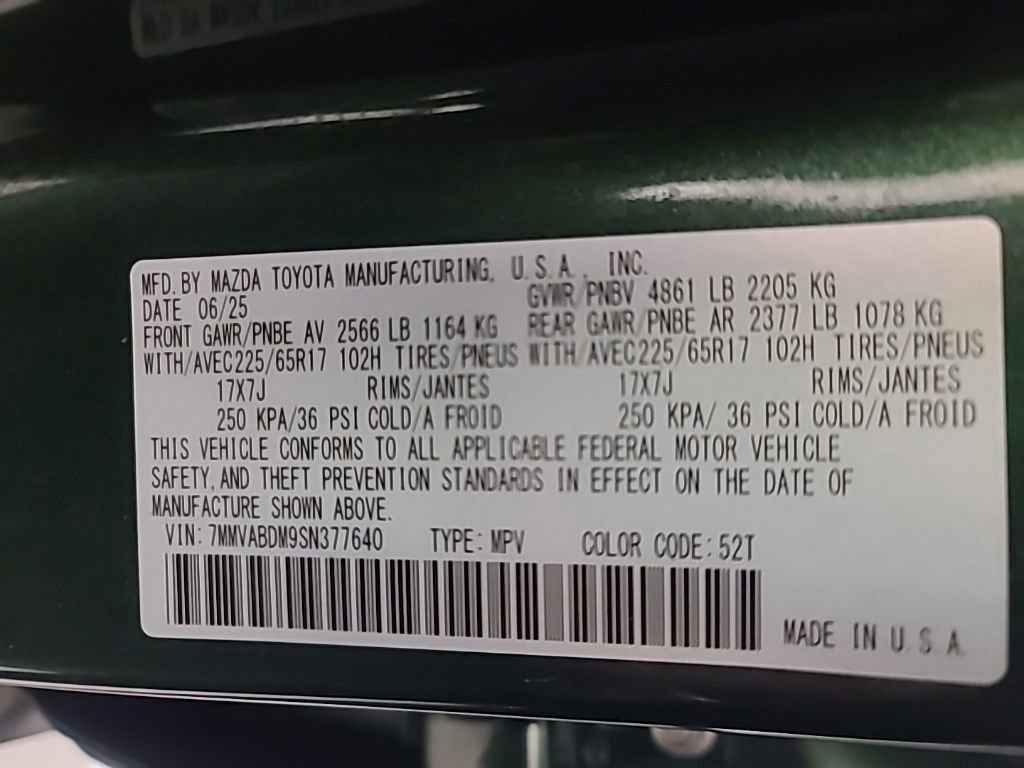 MFD. BY MAZDA TOYOTA MANUFACTURING, U.S.A., INC.
DATE 06/25 GVWR/PNBV 4861 LB 2205 KG
FRONT GAWR/PNBE AV 2566 LB 1164 KG REAR GAWR/PNBE AR 2377 LB 1078 KG
WITH/AVEC225/65R17 102H TIRES/PNEUS WITH/AVEC225/65R17 102H TIRES/PNEUS
17X7J RIMS/JANTES 17X7J RIMS/JANTES
250 KPA/36 PSI COLD/A FROID 250 KPA/ 36 PSI COLD/A FROID
THIS VEHICLE CONFORMS TO ALL APPLICABLE FEDERAL MOTOR VEHICLE
SAFETY, AND THEFT PREVENTION STANDARDS IN EFFECT ON THE DATE OF
MANUFACTURE SHOWN ABOVE.
VIN: 7MMVABDM9SN377640 TYPE: MPV COLOR CODE: 52T
MADE IN U.S.A.